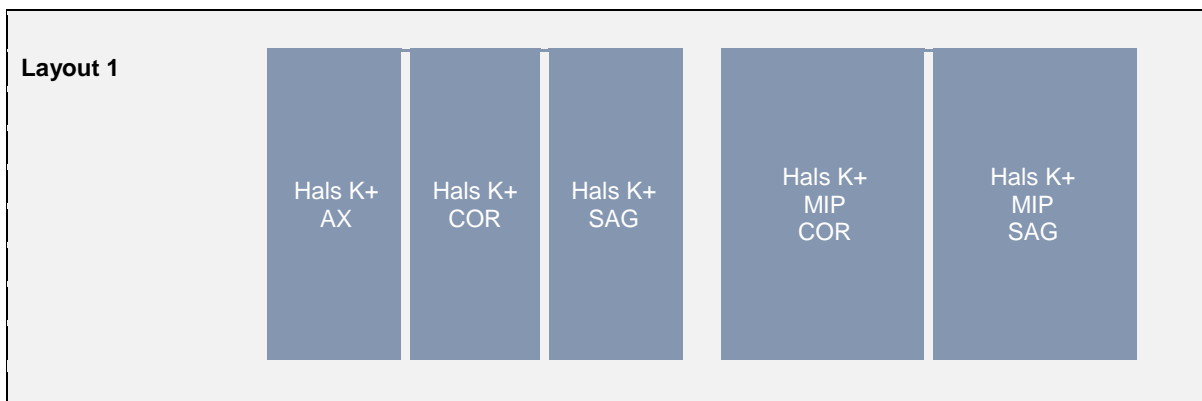 Layout 1
Hals K+
AX
Hals K+
COR
Hals K+
SAG
Hals K+
MIP
COR
Hals K+
MIP
SAG